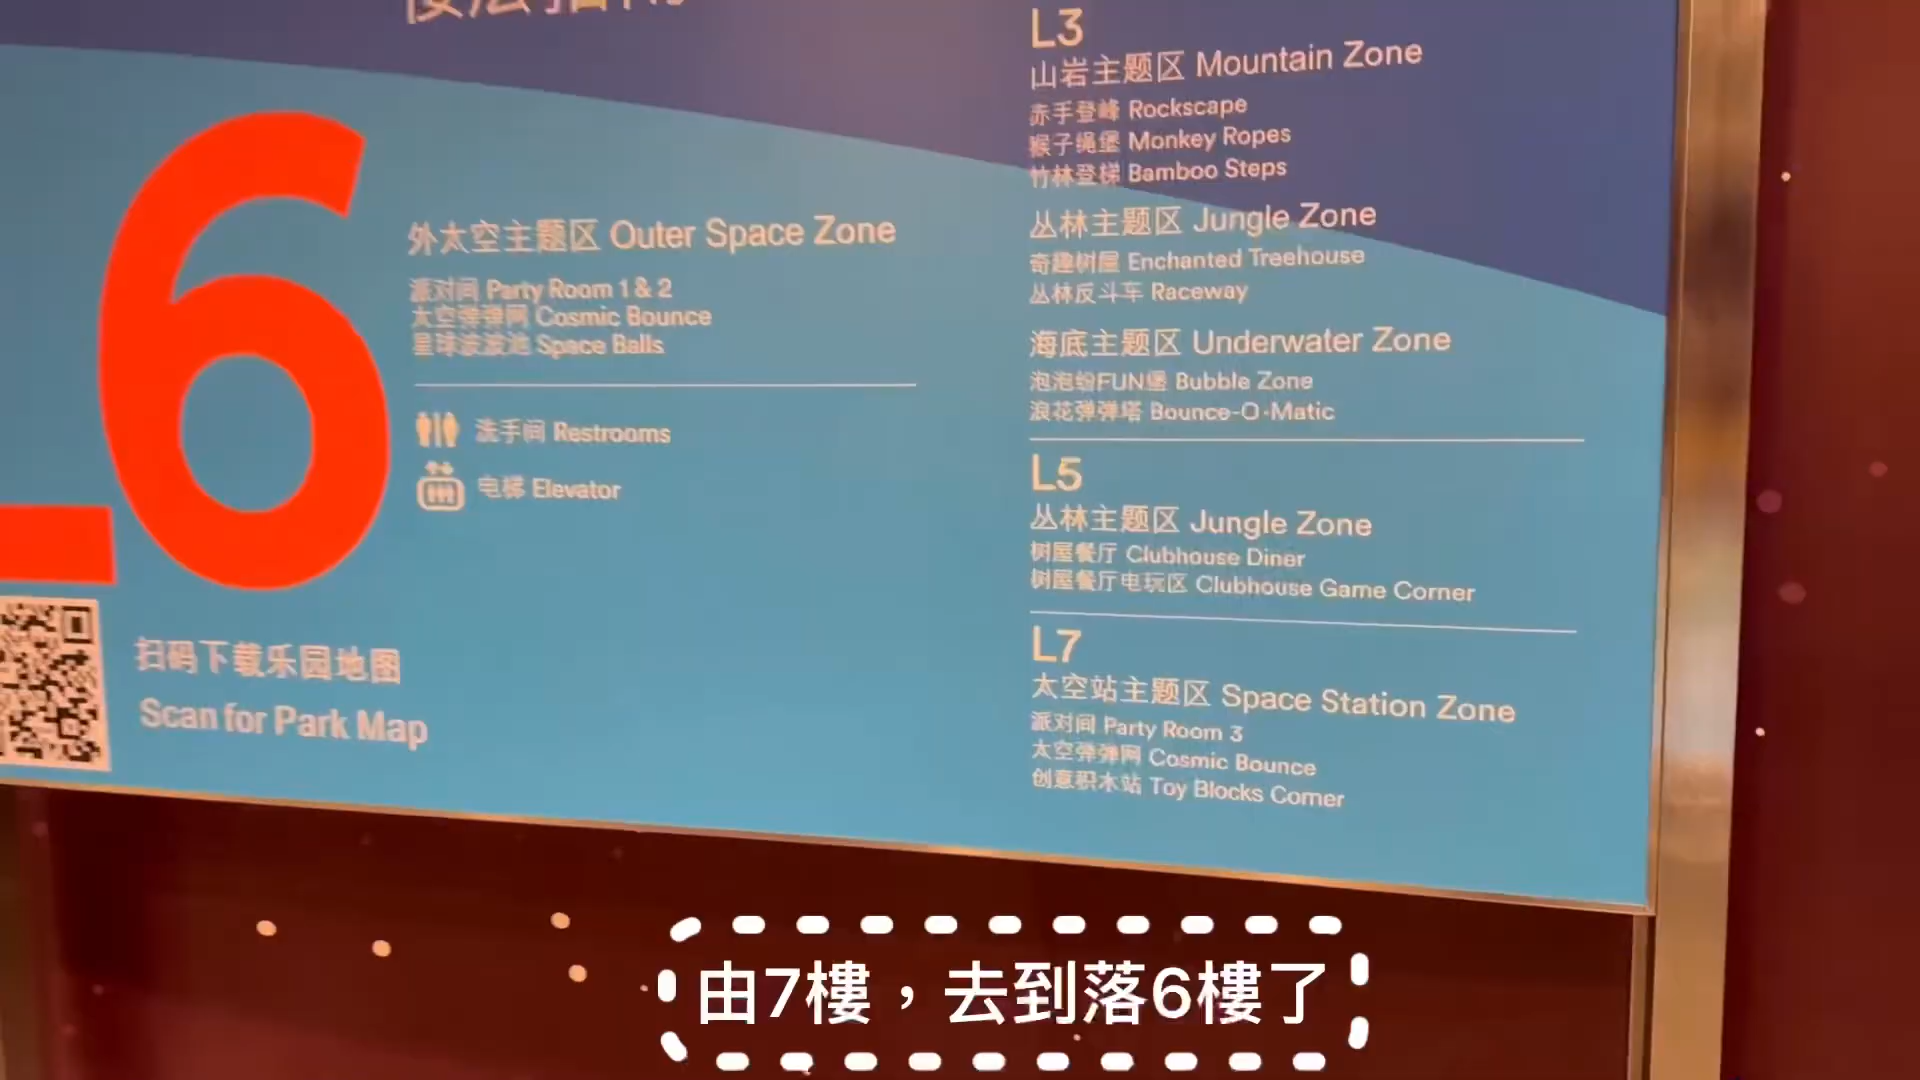 L6
外太空主题区 Outer Space Zone
派对间 Party Room 1 & 2
太空弹弹网 Cosmic Bounce
星球波波池 Space Balls
洗手间 Restrooms
电梯 Elevator
扫码下载乐园地图
Scan for Park Map
L3
山岩主题区 Mountain Zone
赤手登峰 Rockscape
猴子绳堡 Monkey Ropes
竹林登梯 Bamboo Steps
丛林主题区 Jungle Zone
奇趣树屋 Enchanted Treehouse
丛林反斗车 Raceway
海底主题区 Underwater Zone
泡泡纷FUN堡 Bubble Zone
浪花弹弹塔 Bounce-O-Matic
L5
丛林主题区 Jungle Zone
树屋餐厅 Clubhouse Diner
树屋餐厅电玩区 Clubhouse Game Corner
L7
太空站主题区 Space Station Zone
派对间 Party Room 3
太空弹弹网 Cosmic Bounce
创意积木站 Toy Blocks Corner
由7樓，去到落6樓了